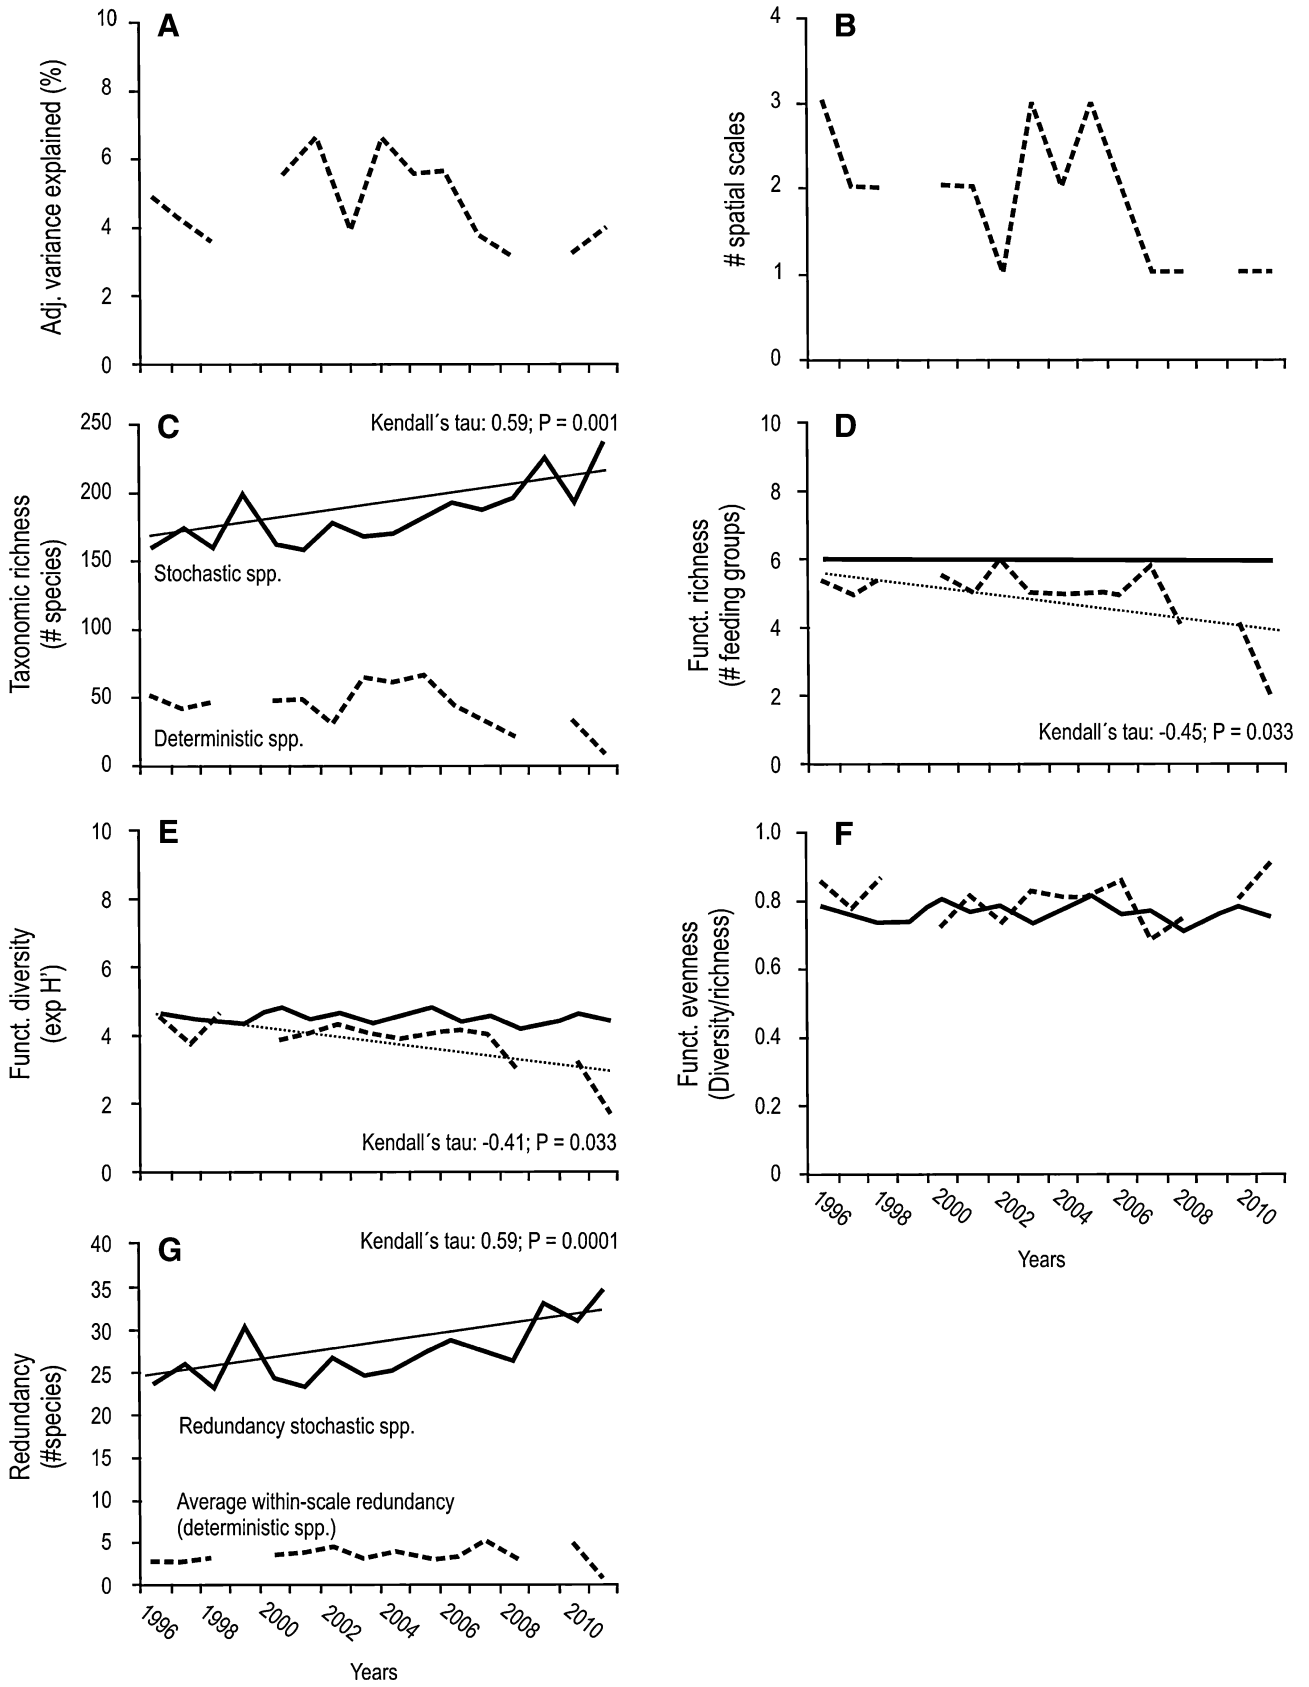 A
10
8
6
4
2
0
Adj. variance explained (%)
B
4
3
2
1
0
# spatial scales
C
Kendall´s tau: 0.59; P = 0.001
250
200
150
100
50
0
Taxonomic richness
(# species)
Stochastic spp.
Deterministic spp.
D
10
8
6
4
2
0
Funct. richness
(# feeding groups)
Kendall´s tau: -0.45; P = 0.033
E
10
8
6
4
2
0
Funct. diversity
(exp H')
Kendall´s tau: -0.41; P = 0.033
F
1.0
0.8
0.6
0.4
0.2
0
Funct. evenness
(Diversity/richness)
1996 1998 2000 2002 2004 2006 2008 2010
Years
G
Kendall´s tau: 0.59; P = 0.0001
40
35
30
25
20
15
10
5
0
Redundancy
(#species)
Redundancy stochastic spp.
Average within-scale redundancy
(deterministic spp.)
1996 1998 2000 2002 2004 2006 2008 2010
Years